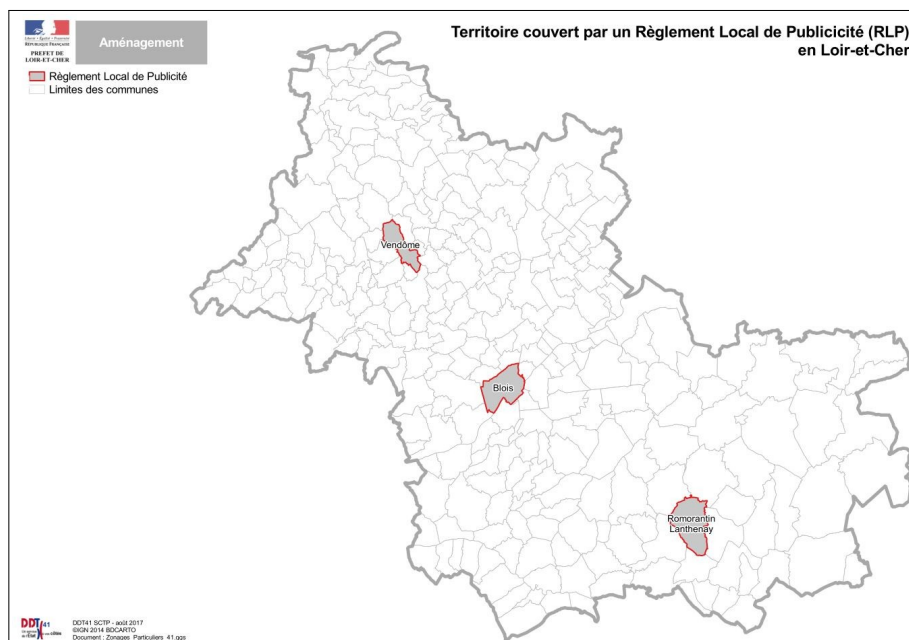 Territoire couvert par un Règlement Local de Publicicité (RLP)
en Loir-et-Cher
Liberté • Égalité • Fraternité
RÉPUBLIQUE FRANÇAISE
PREFET DE
LOIR-ET-CHER
Aménagement
Règlement Local de Publicité
Limites des communes
Vendôme
Blois
Romorantin
Lanthenay
DDT 41
DDT41 SCTP - août 2017
©IGN 2014 BDCARTO
Document : Zonages_Particuliers_41.qgs